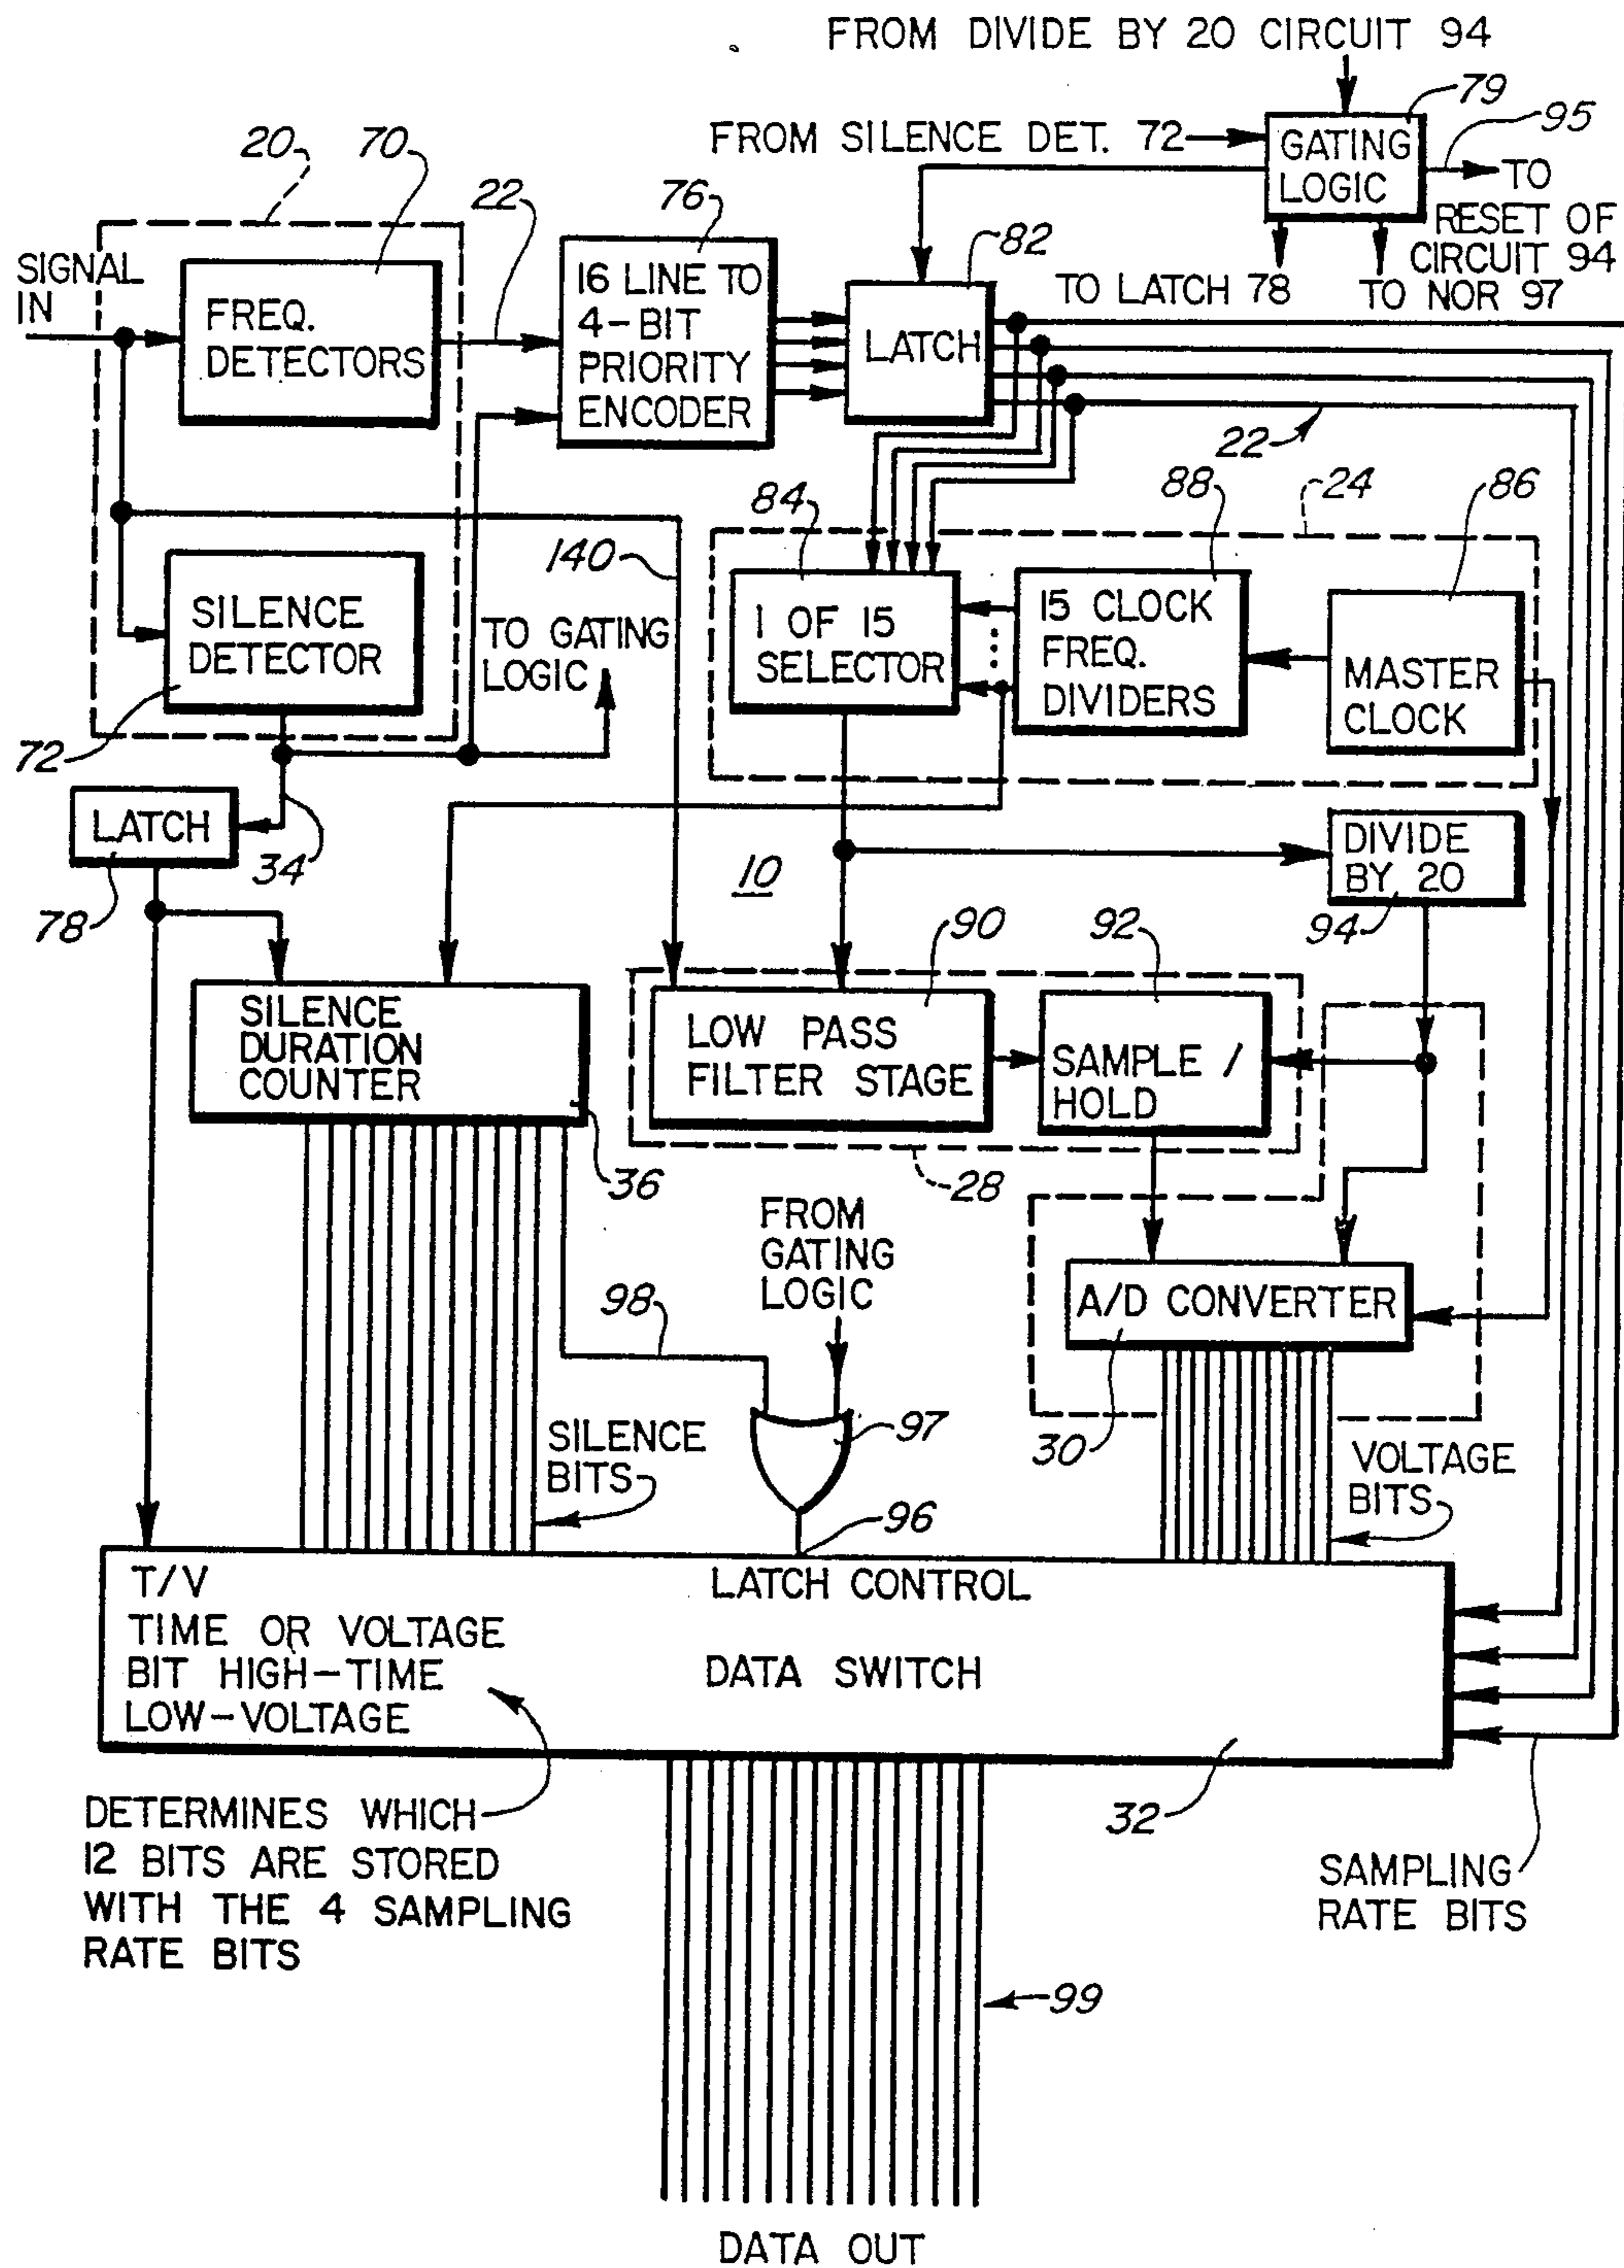 FROM DIVIDE BY 20 CIRCUIT 94
79
95
FROM SILENCE DET. 72
GATING
LOGIC
TO
RESET OF
CIRCUIT 94
TO LATCH 78
TO NOR 97
20
70
22
76
82
SIGNAL
IN
FREQ.
DETECTORS
16 LINE TO
4-BIT
PRIORITY
ENCODER
LATCH
22
84
88
24
86
140
SILENCE
DETECTOR
72
TO GATING
LOGIC
1 OF 15
SELECTOR
15 CLOCK
FREQ.
DIVIDERS
MASTER
CLOCK
LATCH
34
78
10
DIVIDE
BY 20
94
90
92
SILENCE
DURATION
COUNTER
36
LOW PASS
FILTER STAGE
SAMPLE /
HOLD
28
FROM
GATING
LOGIC
98
A/D CONVERTER
30
97
SILENCE
BITS
VOLTAGE
BITS
96
T/V
TIME OR VOLTAGE
BIT HIGH-TIME
LOW-VOLTAGE
LATCH CONTROL
DATA SWITCH
32
DETERMINES WHICH
12 BITS ARE STORED
WITH THE 4 SAMPLING
RATE BITS
SAMPLING
RATE BITS
99
DATA OUT